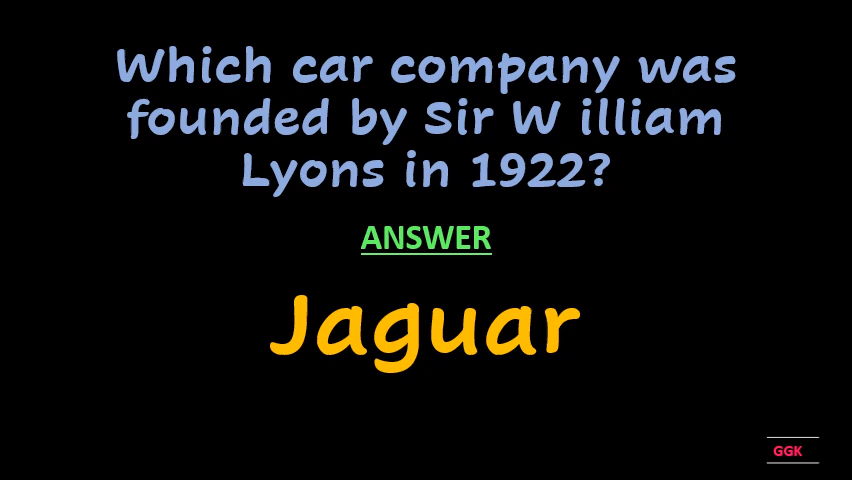 Which car company was
founded by Sir W illiam
Lyons in 1922?
ANSWER
Jaguar
GGK